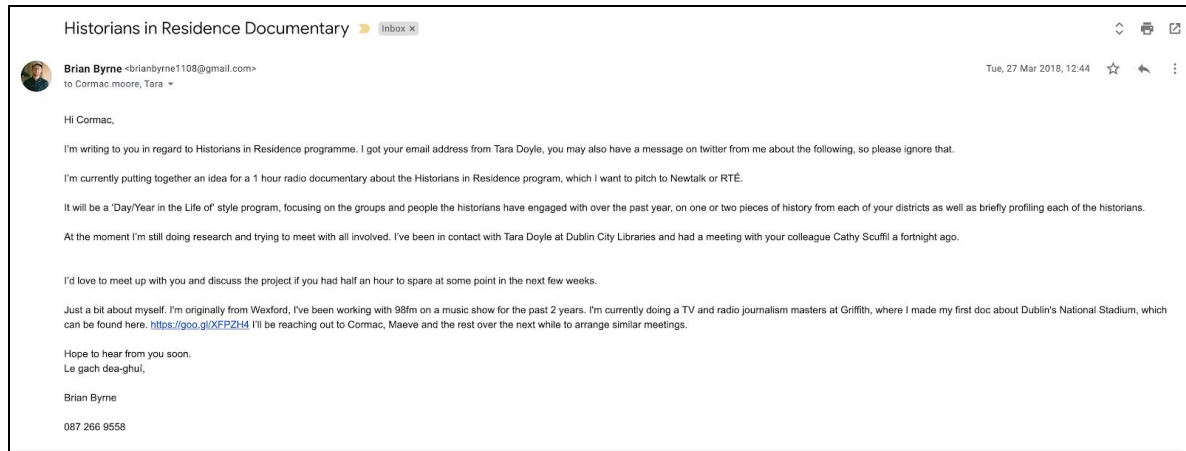 Historians in Residence Documentary Inbox ×
Brian Byrne <brianbyrne1108@gmail.com> Tue, 27 Mar 2018, 12:44
to Cormac.moore, Tara
Hi Cormac,
I'm writing to you in regard to Historians in Residence programme. I got your email address from Tara Doyle, you may also have a message on twitter from me about the following, so please ignore that.
I'm currently putting together an idea for a 1 hour radio documentary about the Historians in Residence program, which I want to pitch to Newtalk or RTÉ.
It will be a 'Day/Year in the Life of' style program, focusing on the groups and people the historians have engaged with over the past year, on one or two pieces of history from each of your districts as well as briefly profiling each of the historians.
At the moment I'm still doing research and trying to meet with all involved. I've been in contact with Tara Doyle at Dublin City Libraries and had a meeting with your colleague Cathy Scuffil a fortnight ago.
I'd love to meet up with you and discuss the project if you had half an hour to spare at some point in the next few weeks.
Just a bit about myself. I'm originally from Wexford, I've been working with 98fm on a music show for the past 2 years. I'm currently doing a TV and radio journalism masters at Griffith, where I made my first doc about Dublin's National Stadium, which
can be found here. https://goo.gl/XFPZH4 I'll be reaching out to Cormac, Maeve and the rest over the next while to arrange similar meetings.
Hope to hear from you soon.
Le gach dea-ghuí,
Brian Byrne
087 266 9558